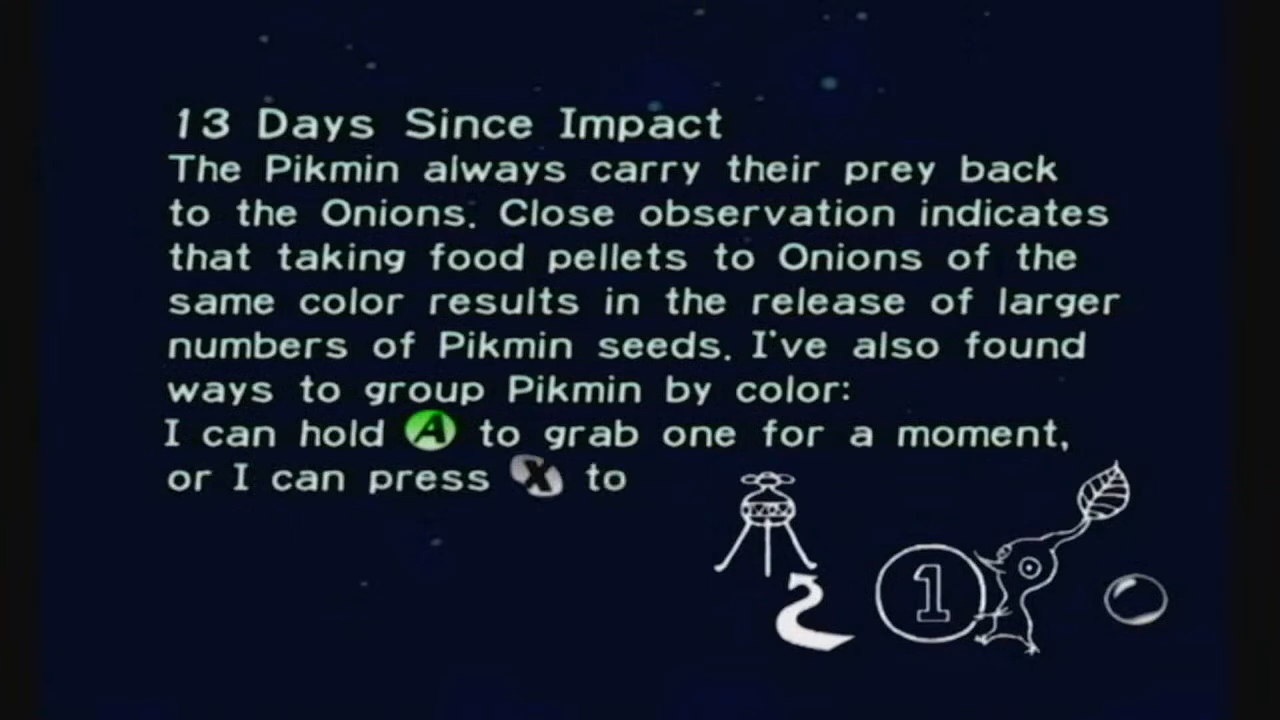 13 Days Since Impact
The Pikmin always carry their prey back
to the Onions. Close observation indicates
that taking food pellets to Onions of the
same color results in the release of larger
numbers of Pikmin seeds. I've also found
ways to group Pikmin by color:
I can hold A to grab one for a moment,
or I can press X to
1